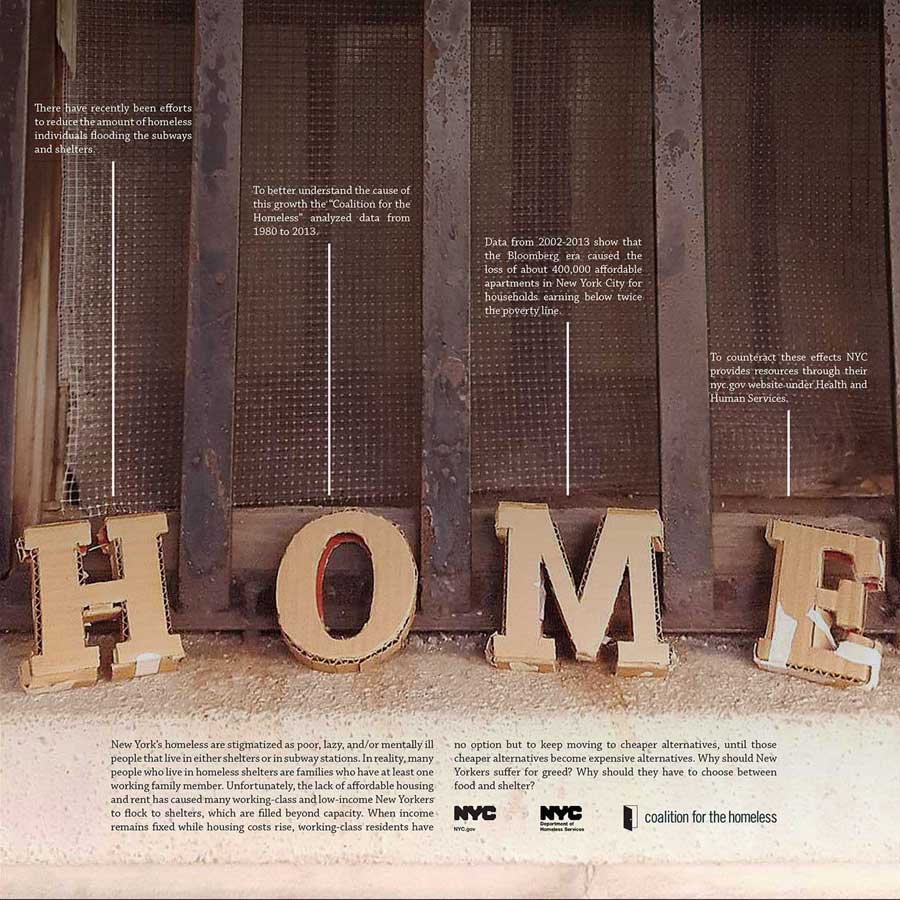 There have recently been efforts
to reduce the amount of homeless
individuals flooding the subways
and shelters.
To better understand the cause of
this growth the "Coalition for the
Homeless" analyzed data from
1980 to 2013.
Data from 2002-2013 show that
the Bloomberg era caused the
loss of about 400,000 affordable
apartments in New York City for
households earning below twice
the poverty line.
To counteract these effects NYC
provides resources through their
nyc.gov website under Health and
Human Services.
HOME
New York's homeless are stigmatized as poor, lazy, and/or mentally ill
people that live in either shelters or in subway stations. In reality, many
people who live in homeless shelters are families who have at least one
working family member. Unfortunately, the lack of affordable housing
and rent has caused many working-class and low-income New Yorkers
to flock to shelters, which are filled beyond capacity. When income
remains fixed while housing costs rise, working-class residents have
no option but to keep moving to cheaper alternatives, until those
cheaper alternatives become expensive alternatives. Why should New
Yorkers suffer for greed? Why should they have to choose between
food and shelter?
NYC
NYC.gov
NYC
Department of
Homeless Services
coalition for the homeless